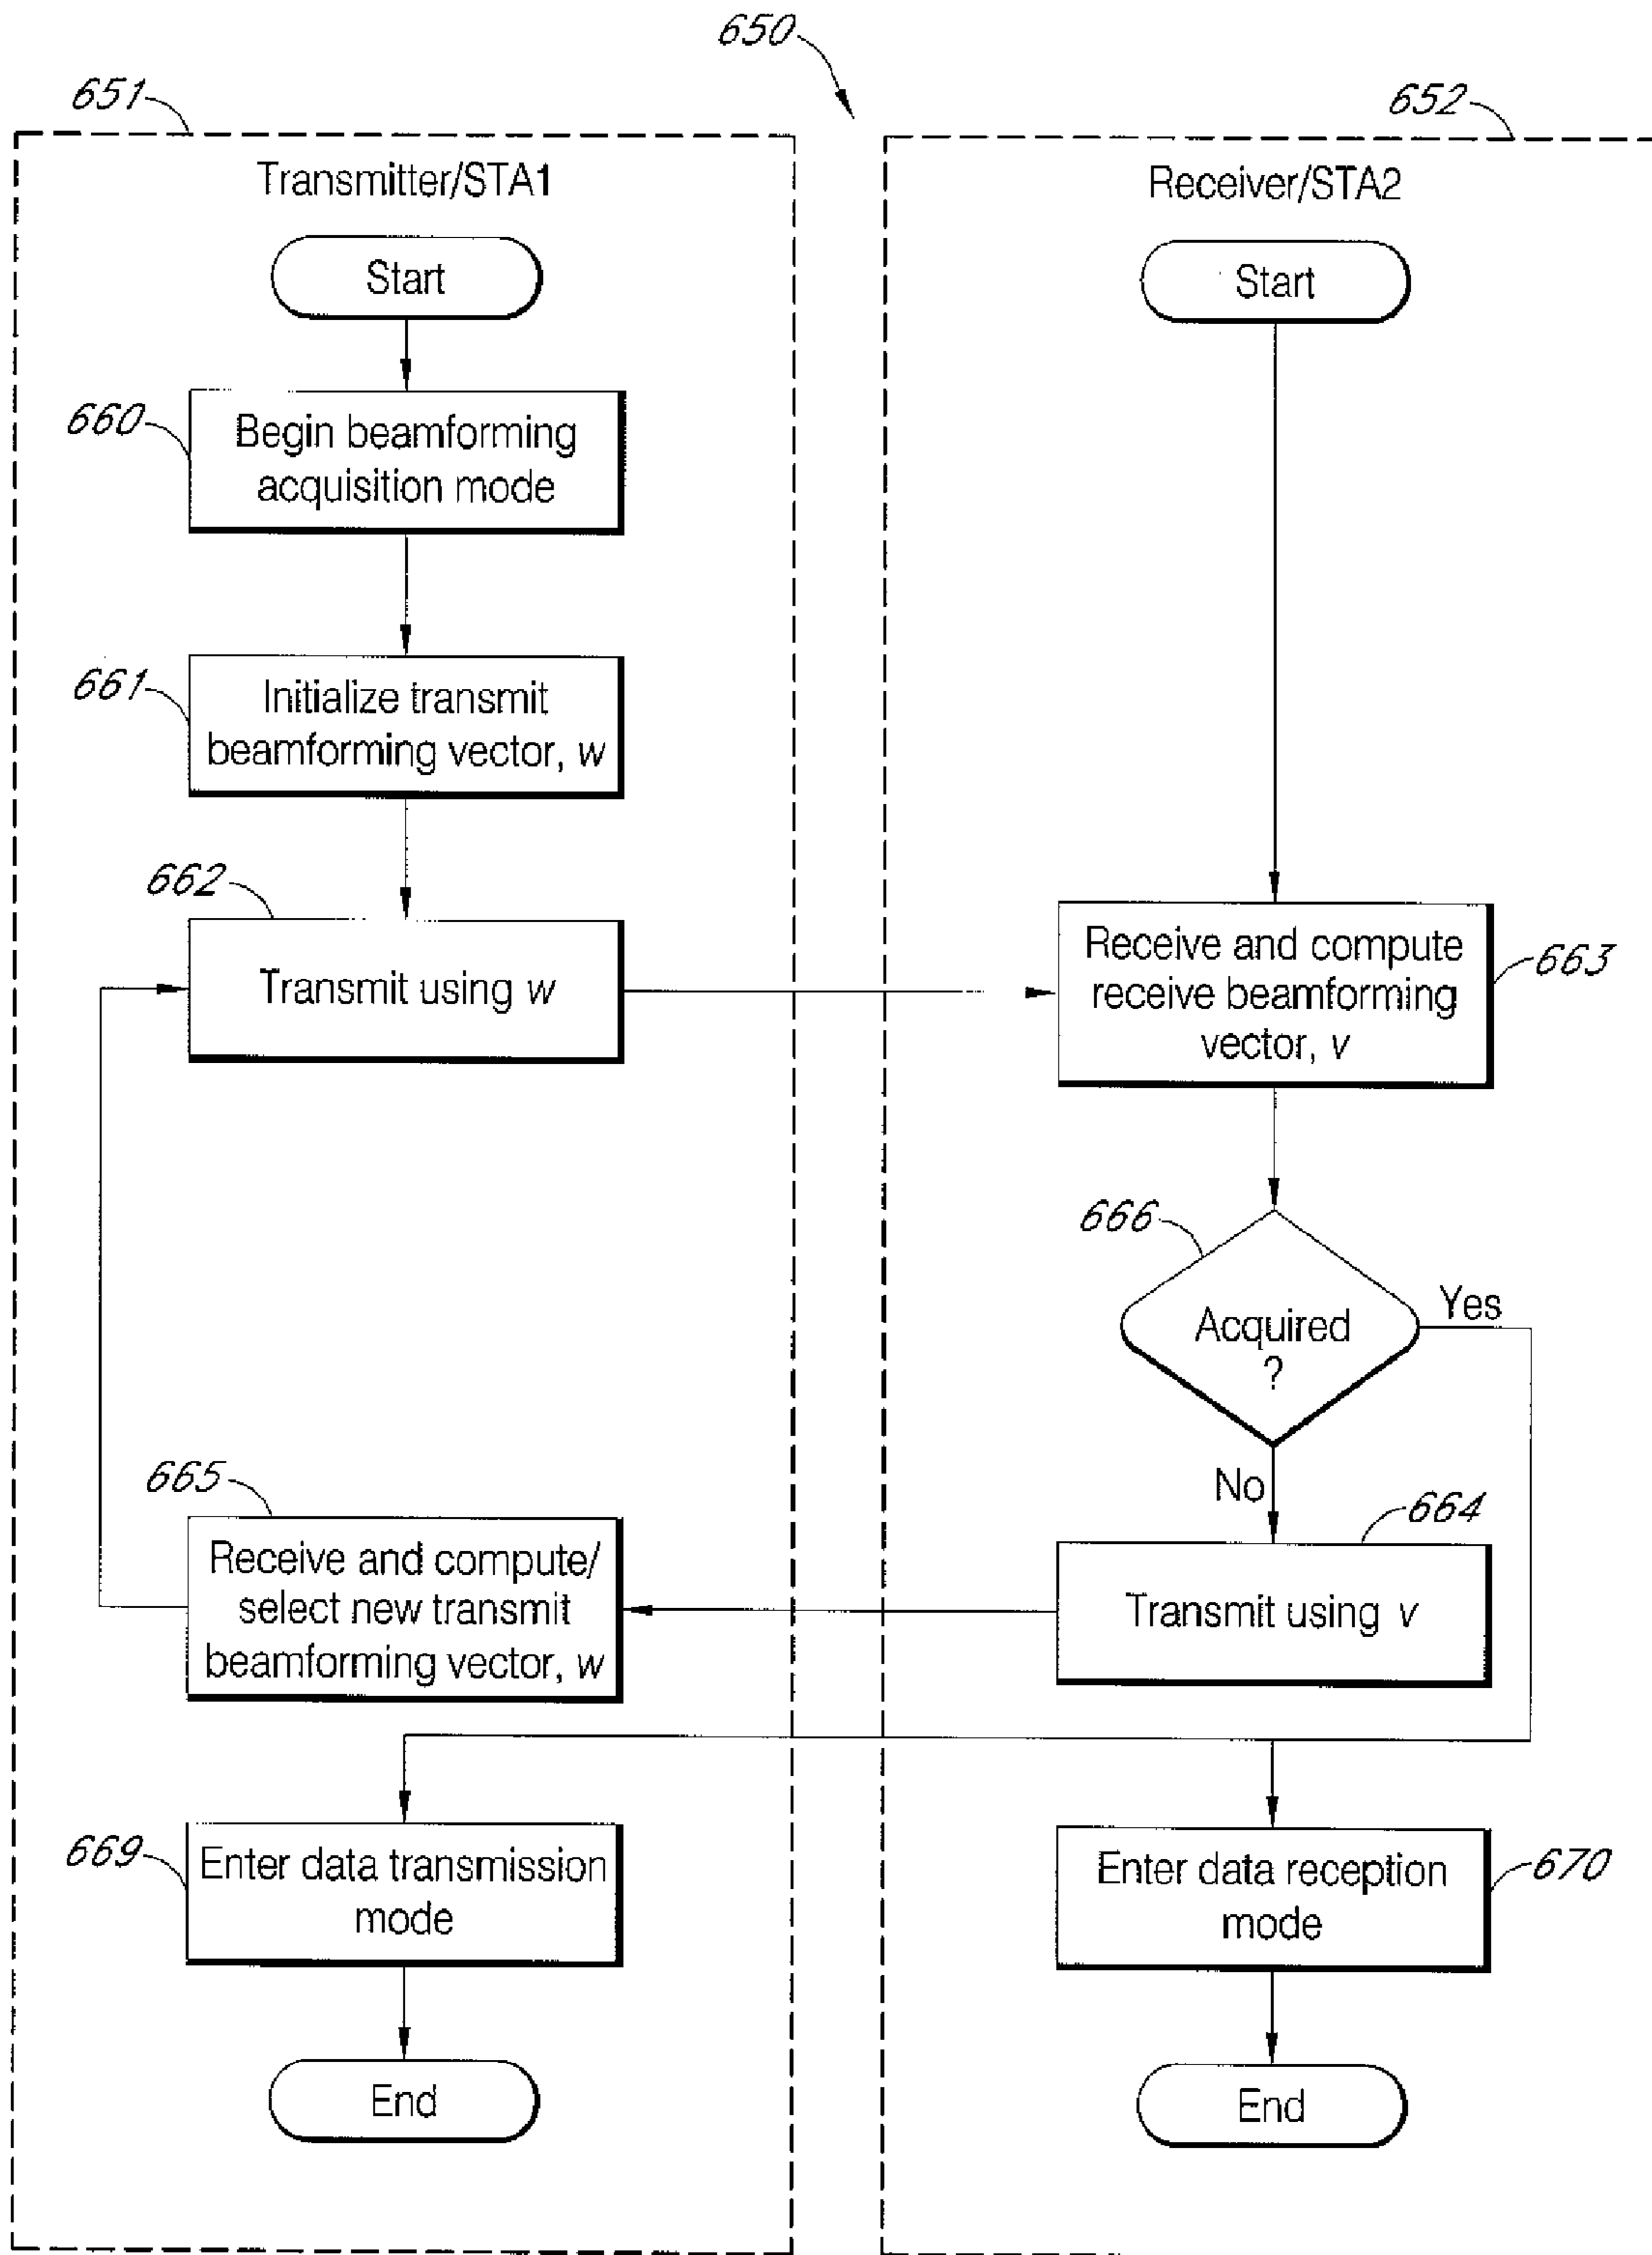 650
651
652
Transmitter/STA1
Receiver/STA2
Start
Start
660
Begin beamforming
acquisition mode
661
Initialize transmit
beamforming vector, w
662
Transmit using w
Receive and compute
receive beamforming
vector, v
663
666
Acquired
?
Yes
No
665
Receive and compute/
select new transmit
beamforming vector, w
664
Transmit using v
669
Enter data transmission
mode
Enter data reception
mode
670
End
End